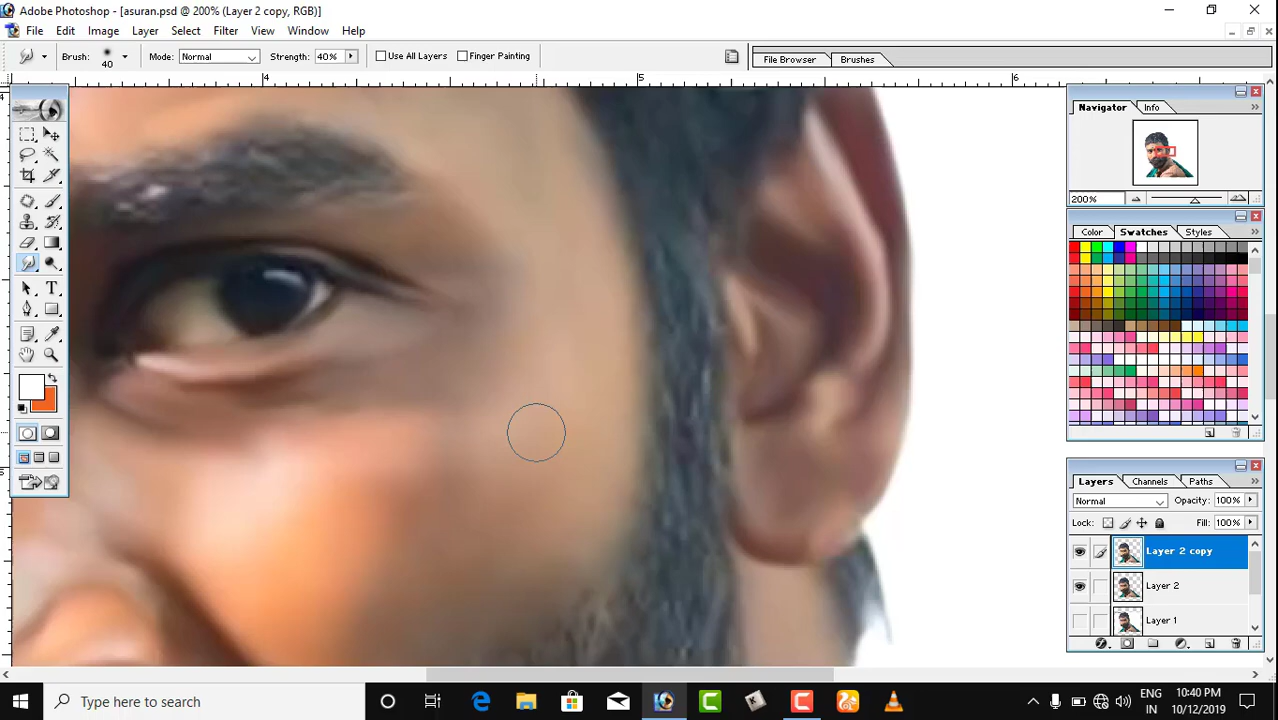 Adobe Photoshop - [asuran.psd @ 200% (Layer 2 copy, RGB)]
File Edit Image Layer Select Filter View Window Help
Brush: 40 Mode: Normal Strength: 40% Use All Layers Finger Painting File Browser Brushes
4 5 6
Navigator Info
200%
Color Swatches Styles
Layers Channels Paths
Normal Opacity: 100%
Lock: Fill: 100%
Layer 2 copy
Layer 2
Layer 1
Type here to search
ENG
IN
10:40 PM
10/12/2019